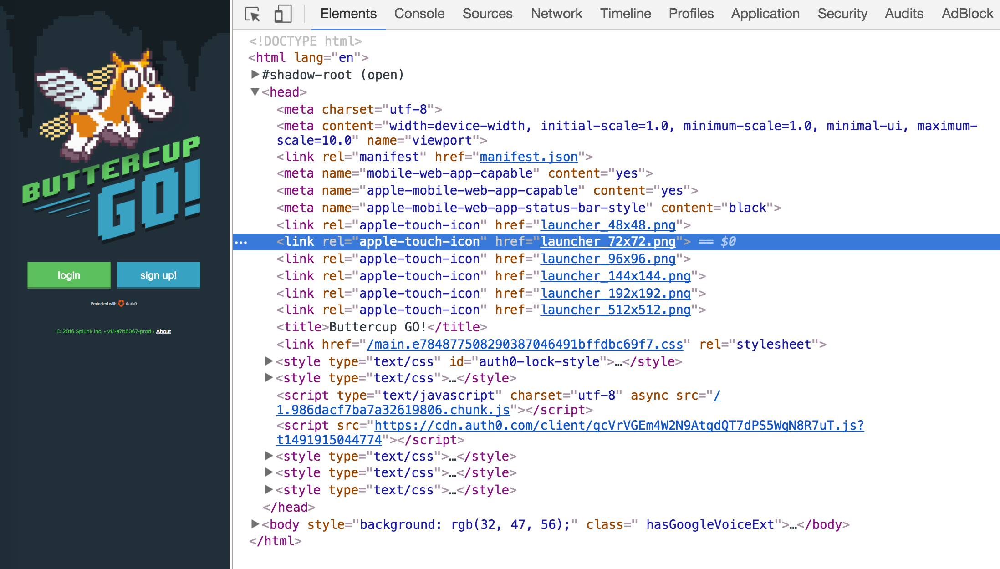 BUTTERCUP
GO!
login
sign up!
Protected with Auth0
© 2016 Splunk Inc. • v1.1-a7b5067-prod • About
Elements Console Sources Network Timeline Profiles Application Security Audits AdBlock
<!DOCTYPE html>
<html lang="en">
▶#shadow-root (open)
▼<head>
<meta charset="utf-8">
<meta content="width=device-width, initial-scale=1.0, minimum-scale=1.0, minimal-ui, maximum-
scale=10.0" name="viewport">
<link rel="manifest" href="manifest.json">
<meta name="mobile-web-app-capable" content="yes">
<meta name="apple-mobile-web-app-capable" content="yes">
<meta name="apple-mobile-web-app-status-bar-style" content="black">
<link rel="apple-touch-icon" href="launcher_48x48.png">
… <link rel="apple-touch-icon" href="launcher_72x72.png"> == $0
<link rel="apple-touch-icon" href="launcher_96x96.png">
<link rel="apple-touch-icon" href="launcher_144x144.png">
<link rel="apple-touch-icon" href="launcher_192x192.png">
<link rel="apple-touch-icon" href="launcher_512x512.png">
<title>Buttercup GO!</title>
<link href="/main.e784877508290387046491bffdbc69f7.css" rel="stylesheet">
▶<style type="text/css" id="auth0-lock-style">…</style>
▶<style type="text/css">…</style>
<script type="text/javascript" charset="utf-8" async src="/
1.986dacf7ba7a32619806.chunk.js"></script>
<script src="https://cdn.auth0.com/client/gcVrVGEm4W2N9AtgdQT7dPS5WgN8R7uT.js?
t1491915044774"></script>
▶<style type="text/css">…</style>
▶<style type="text/css">…</style>
▶<style type="text/css">…</style>
</head>
▶<body style="background: rgb(32, 47, 56);" class=" hasGoogleVoiceExt">…</body>
</html>